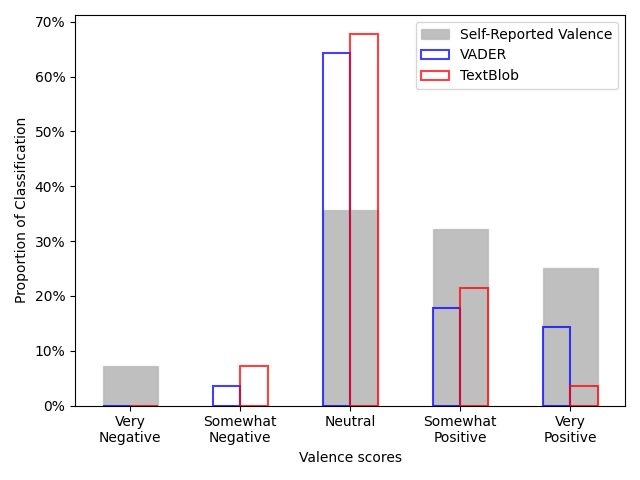 70%
60%
50%
40%
30%
20%
10%
0%
Proportion of Classification
Self-Reported Valence
VADER
TextBlob
Very
Negative
Somewhat
Negative
Neutral
Somewhat
Positive
Very
Positive
Valence scores